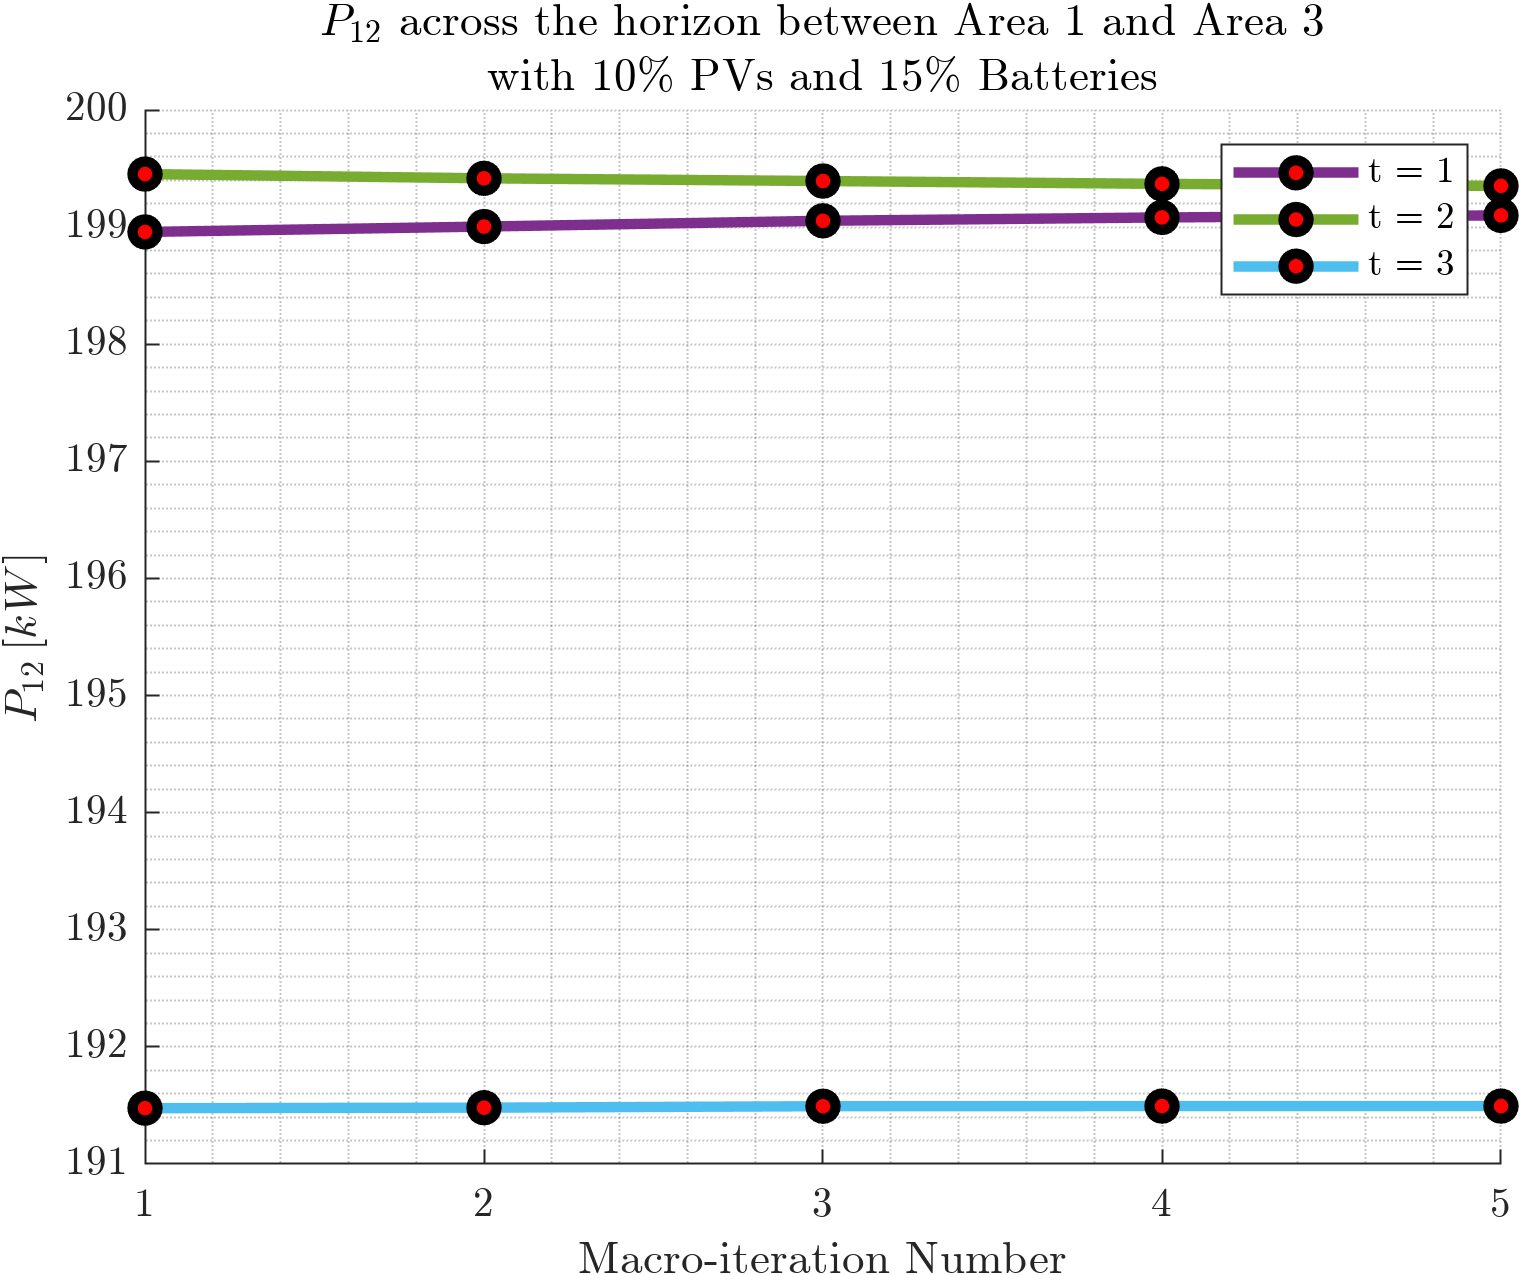 P12 across the horizon between Area 1 and Area 3
with 10% PVs and 15% Batteries
200
199
198
197
196
195
194
193
192
191
P12 [kW]
t = 1
t = 2
t = 3
1 2 3 4 5
Macro-iteration Number